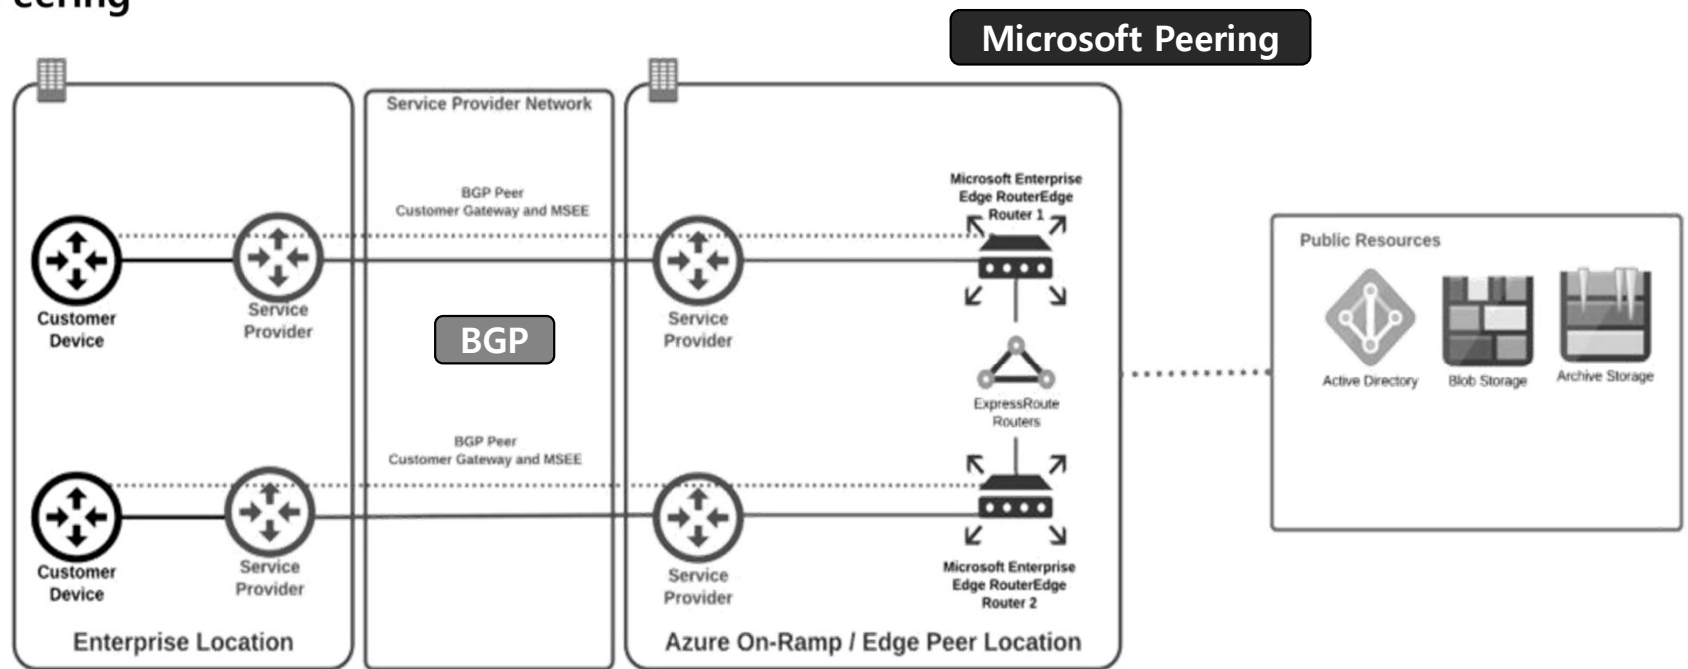 Microsoft Peering
Service Provider Network
BGP Peer
Customer Gateway and MSEE
Microsoft Enterprise
Edge RouterEdge
Router 1
Customer
Device
Service
Provider
Service
Provider
BGP
ExpressRoute
Routers
Public Resources
Active Directory
Blob Storage
Archive Storage
BGP Peer
Customer Gateway and MSEE
Customer
Device
Service
Provider
Service
Provider
Microsoft Enterprise
Edge RouterEdge
Router 2
Enterprise Location
Azure On-Ramp / Edge Peer Location